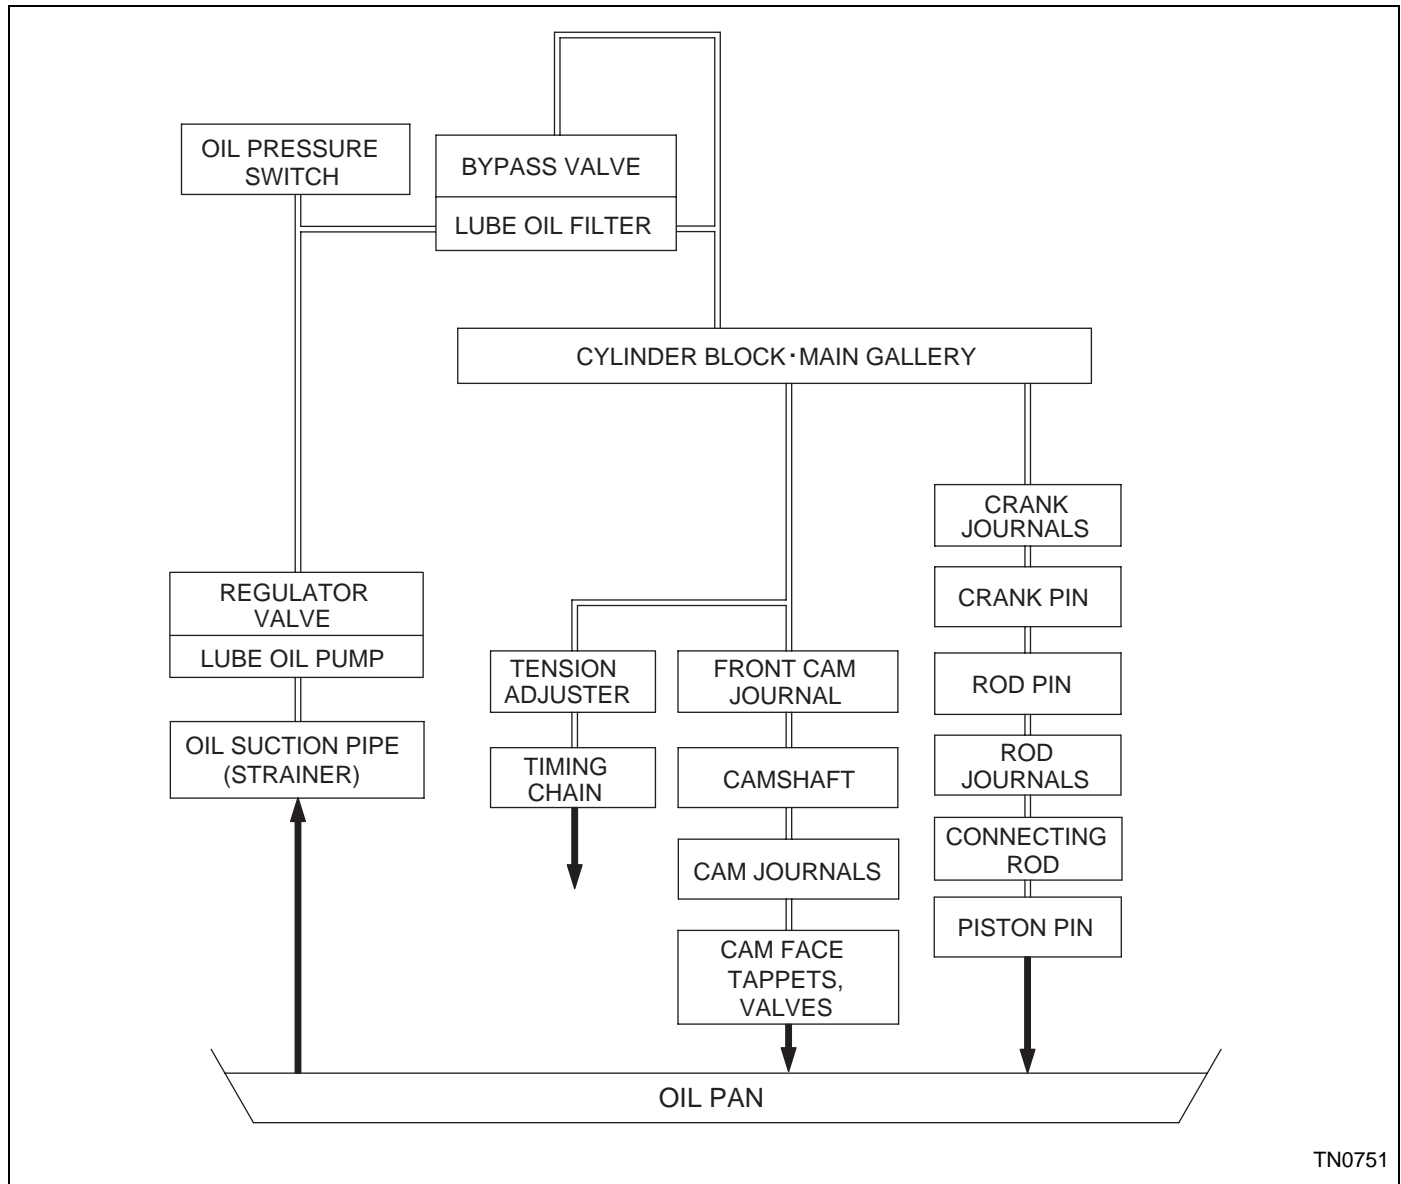 OIL PRESSURE
SWITCH
BYPASS VALVE
LUBE OIL FILTER
CYLINDER BLOCK・MAIN GALLERY
REGULATOR
VALVE
LUBE OIL PUMP
OIL SUCTION PIPE
(STRAINER)
TENSION
ADJUSTER
TIMING
CHAIN
FRONT CAM
JOURNAL
CAMSHAFT
CAM JOURNALS
CAM FACE
TAPPETS,
VALVES
CRANK
JOURNALS
CRANK PIN
ROD PIN
ROD
JOURNALS
CONNECTING
ROD
PISTON PIN
OIL PAN
TN0751